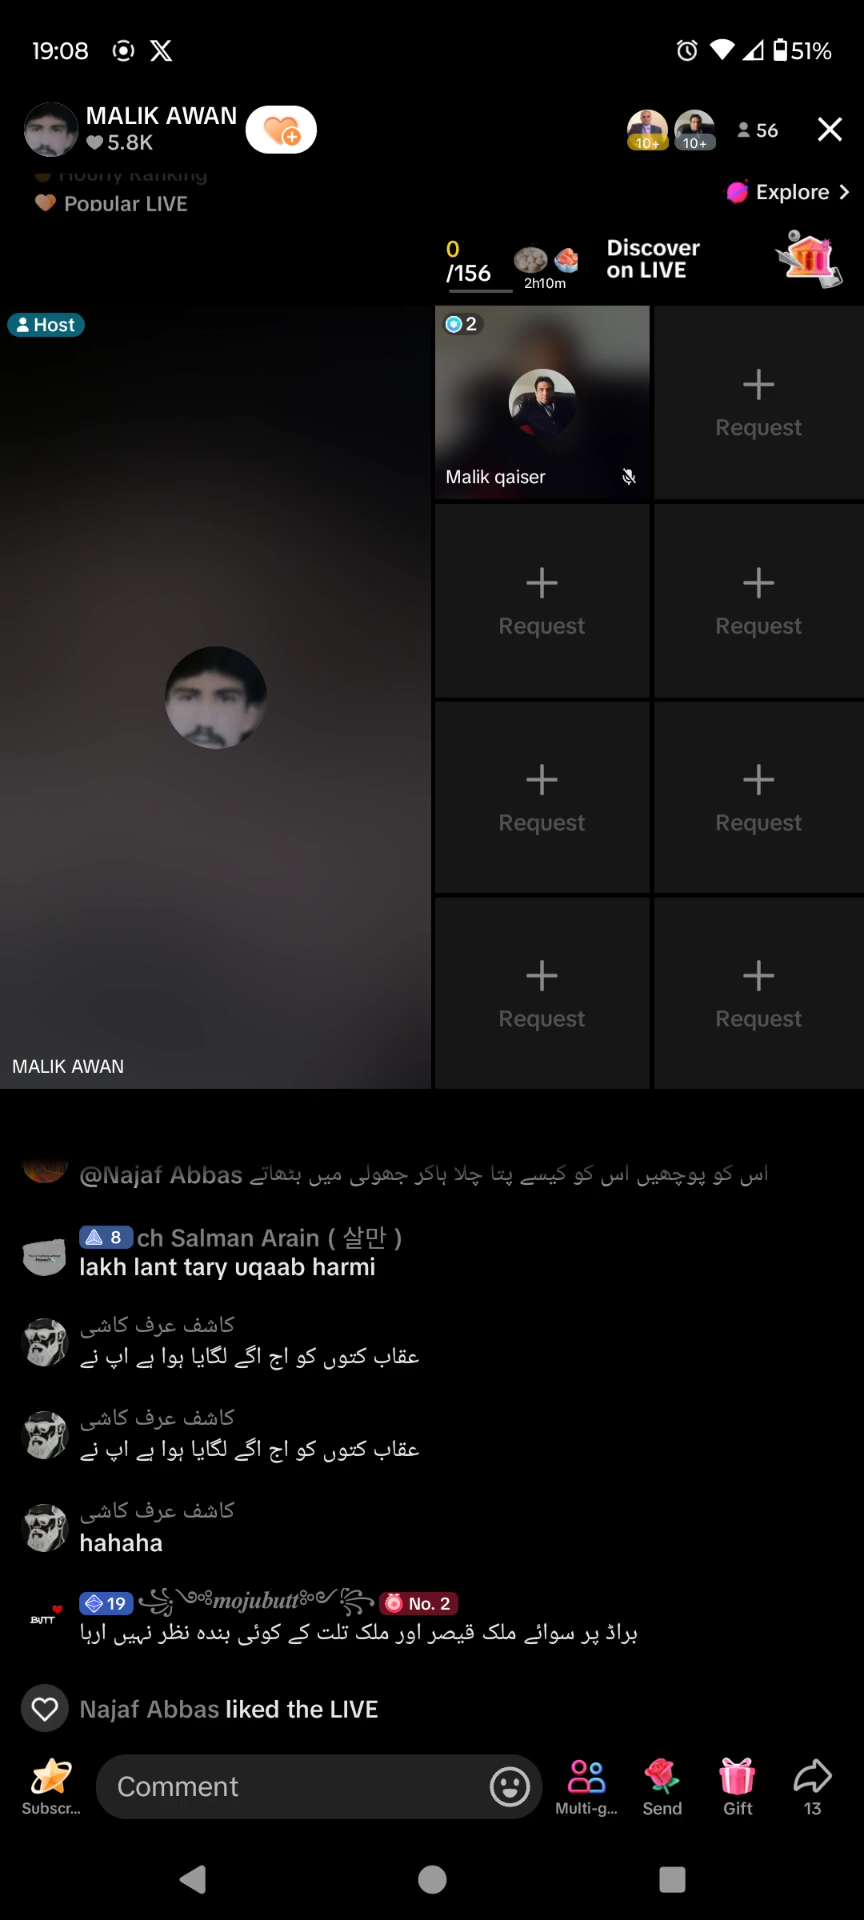 19:08
51%
MALIK AWAN
5.8K
10+
10+
56
Hourly Ranking
Popular LIVE
Explore
0
/156
2h10m
Discover
on LIVE
Host
2
Malik qaiser
Request
Request
Request
Request
Request
Request
Request
MALIK AWAN
@Najaf Abbas اس کو پوچھیں اس کو کیسے پتا چلا ہاکر جھولی میں بٹھاتے
8 ch Salman Arain ( 살만 )
lakh lant tary uqaab harmi
کاشف عرف کاشی
عقاب کتوں کو اج اگے لگایا ہوا ہے اپ نے
کاشف عرف کاشی
عقاب کتوں کو اج اگے لگایا ہوا ہے اپ نے
کاشف عرف کاشی
hahaha
BUTT
19 mojubutt No. 2
براڈ پر سوائے ملک قیصر اور ملک تلت کے کوئی بندہ نظر نہیں ارہا
Najaf Abbas liked the LIVE
Comment
Subscr...
Multi-g...
Send
Gift
13